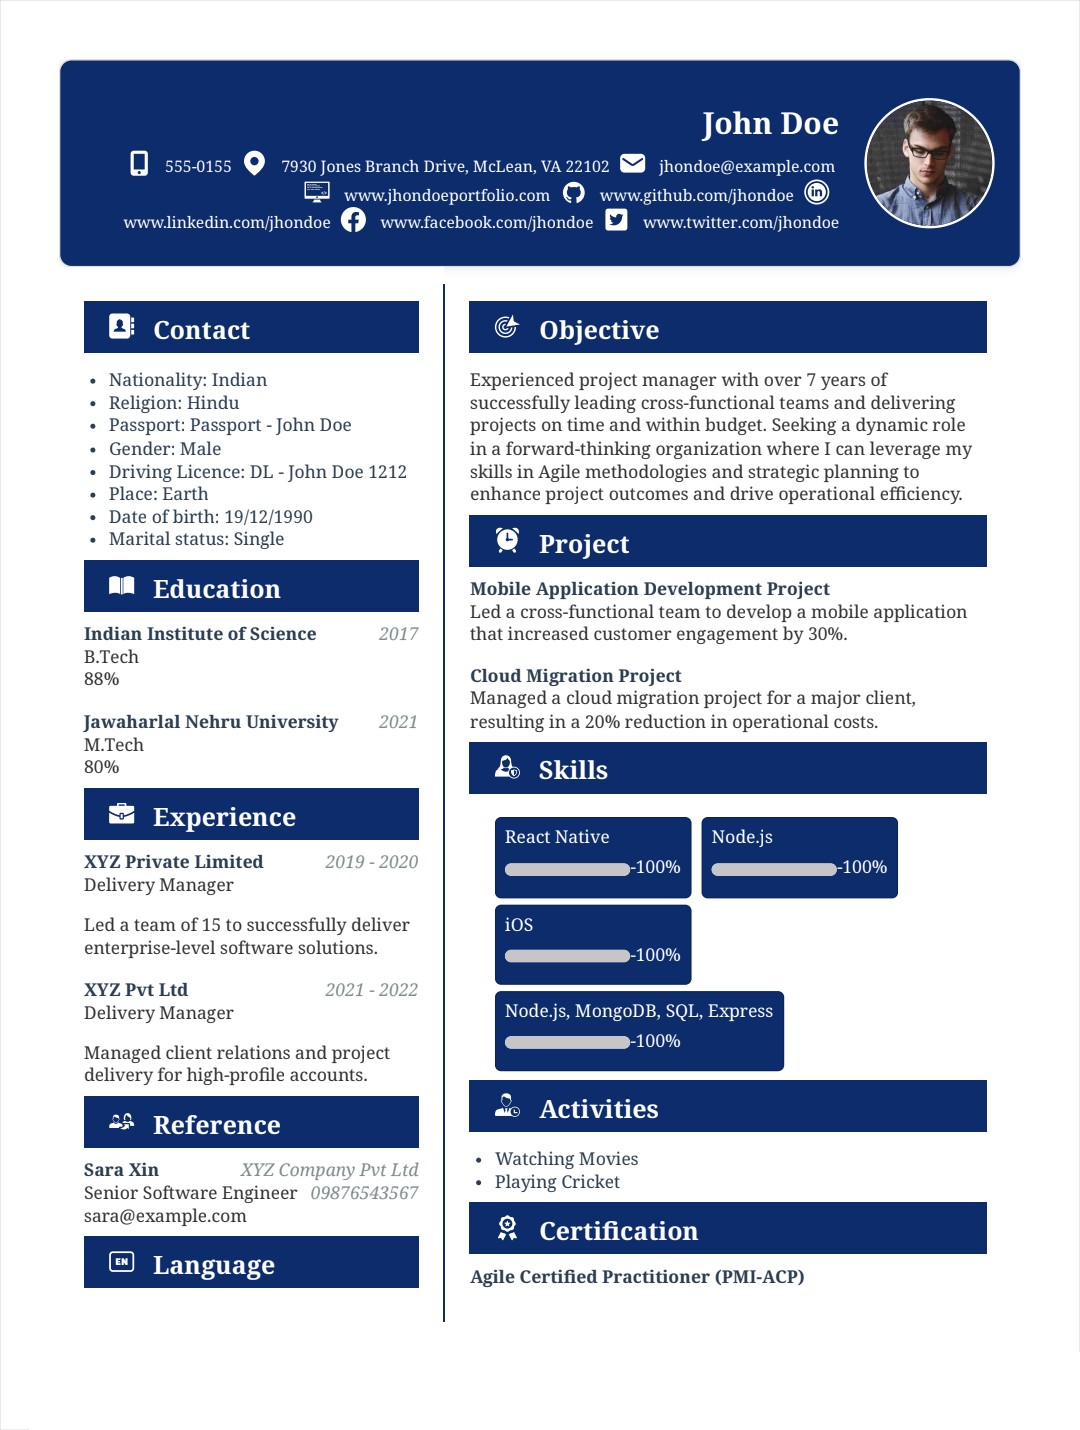 John Doe
555-0155 7930 Jones Branch Drive, McLean, VA 22102 jhondoe@example.com
www.jhondoeportfolio.com www.github.com/jhondoe
www.linkedin.com/jhondoe www.facebook.com/jhondoe www.twitter.com/jhondoe
Contact
Nationality: Indian
Religion: Hindu
Passport: Passport - John Doe
Gender: Male
Driving Licence: DL - John Doe 1212
Place: Earth
Date of birth: 19/12/1990
Marital status: Single
Education
Indian Institute of Science 2017
B.Tech
88%
Jawaharlal Nehru University 2021
M.Tech
80%
Experience
XYZ Private Limited 2019 - 2020
Delivery Manager
Led a team of 15 to successfully deliver
enterprise-level software solutions.
XYZ Pvt Ltd 2021 - 2022
Delivery Manager
Managed client relations and project
delivery for high-profile accounts.
Reference
Sara Xin XYZ Company Pvt Ltd
Senior Software Engineer 09876543567
sara@example.com
EN Language
Objective
Experienced project manager with over 7 years of
successfully leading cross-functional teams and delivering
projects on time and within budget. Seeking a dynamic role
in a forward-thinking organization where I can leverage my
skills in Agile methodologies and strategic planning to
enhance project outcomes and drive operational efficiency.
Project
Mobile Application Development Project
Led a cross-functional team to develop a mobile application
that increased customer engagement by 30%.
Cloud Migration Project
Managed a cloud migration project for a major client,
resulting in a 20% reduction in operational costs.
Skills
React Native Node.js
-100% -100%
iOS
-100%
Node.js, MongoDB, SQL, Express
-100%
Activities
Watching Movies
Playing Cricket
Certification
Agile Certified Practitioner (PMI-ACP)